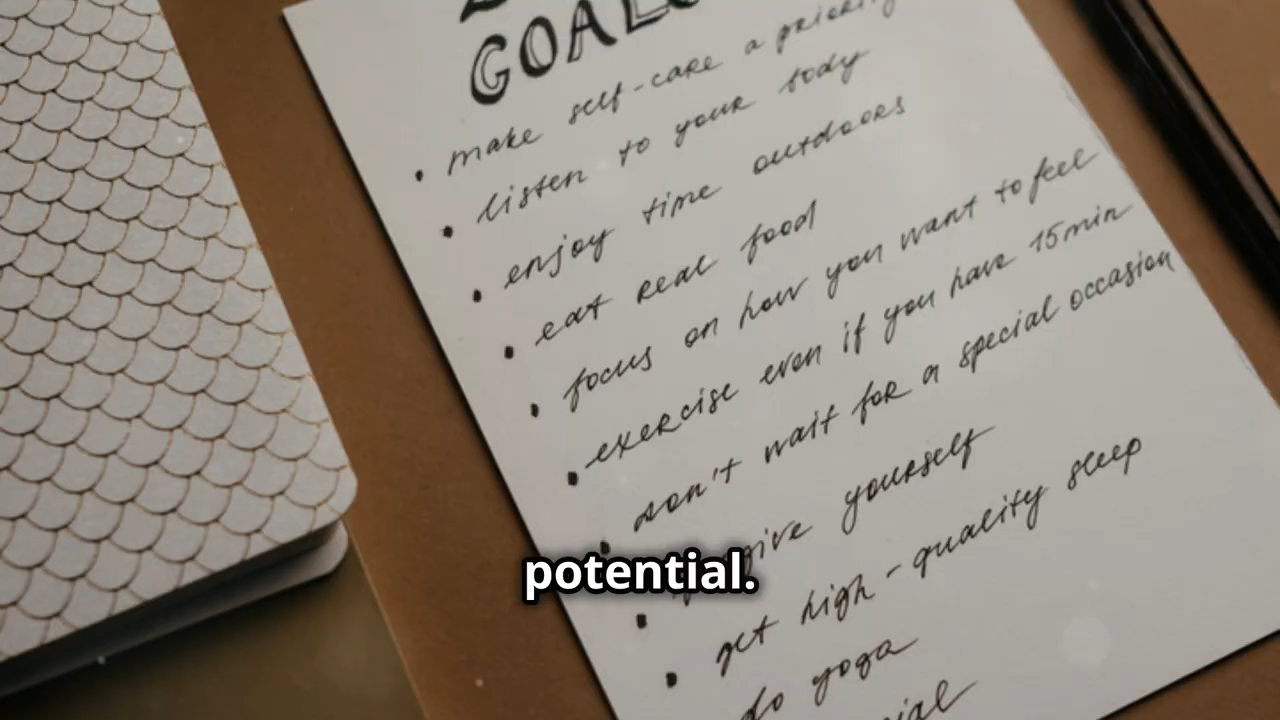 GOALS
make self-care a priority
listen to your body
enjoy time outdoors
eat real food
focus on how you want to feel
exercise even if you have 15min
don't wait for a special occasion
forgive yourself
get high-quality sleep
do yoga
potential.